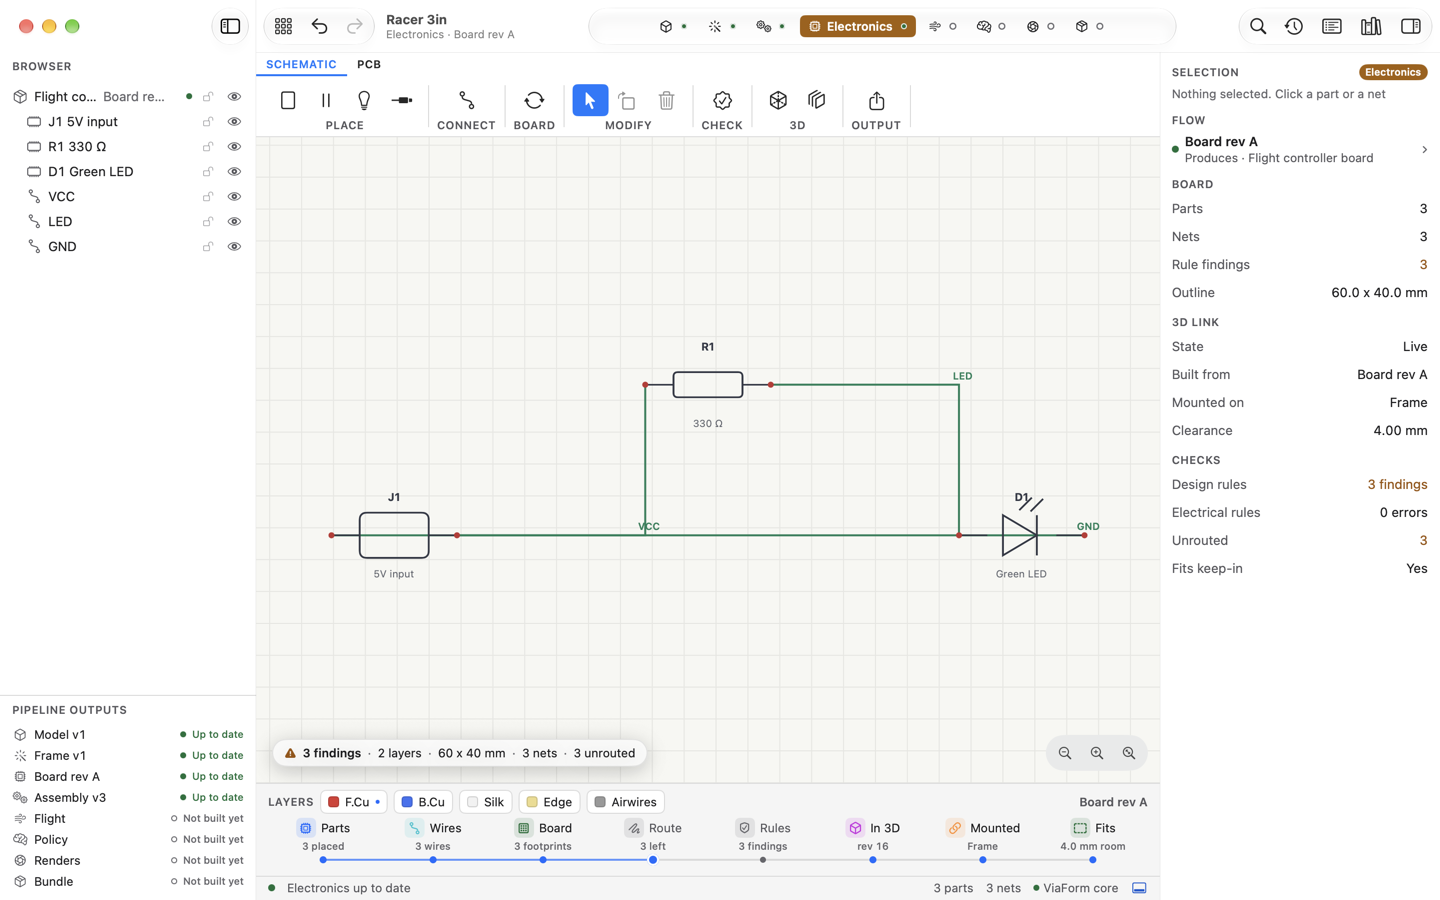 Racer 3in
Electronics · Board rev A
Electronics
BROWSER
Flight co... Board re...
J1 5V input
R1 330 Ω
D1 Green LED
VCC
LED
GND
PIPELINE OUTPUTS
Model v1 Up to date
Frame v1 Up to date
Board rev A Up to date
Assembly v3 Up to date
Flight Not built yet
Policy Not built yet
Renders Not built yet
Bundle Not built yet
SCHEMATIC PCB
PLACE CONNECT BOARD MODIFY CHECK 3D OUTPUT
R1
LED
330 Ω
J1
D1
VCC
GND
5V input
Green LED
3 findings · 2 layers · 60 x 40 mm · 3 nets · 3 unrouted
LAYERS F.Cu B.Cu Silk Edge Airwires Board rev A
Parts Wires Board Route Rules In 3D Mounted Fits
3 placed 3 wires 3 footprints 3 left 3 findings rev 16 Frame 4.0 mm room
Electronics up to date 3 parts 3 nets ViaForm core
SELECTION Electronics
Nothing selected. Click a part or a net
FLOW
Board rev A
Produces · Flight controller board
BOARD
Parts 3
Nets 3
Rule findings 3
Outline 60.0 x 40.0 mm
3D LINK
State Live
Built from Board rev A
Mounted on Frame
Clearance 4.00 mm
CHECKS
Design rules 3 findings
Electrical rules 0 errors
Unrouted 3
Fits keep-in Yes